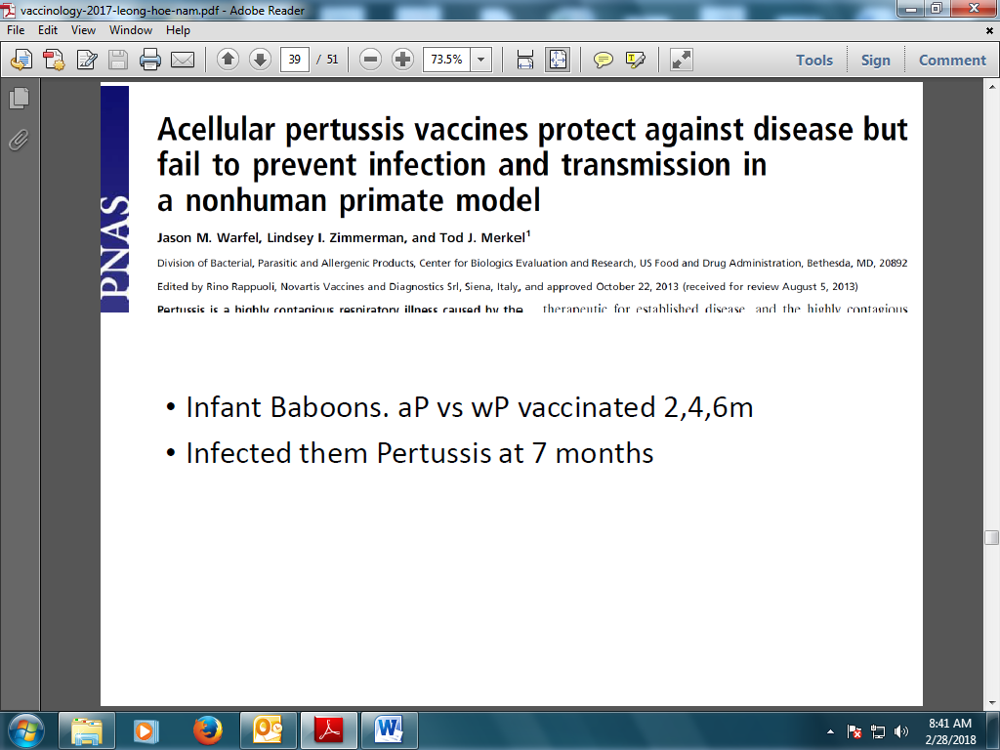 vaccinology-2017-leong-hoe-nam.pdf - Adobe Reader
File Edit View Window Help
39 / 51 73.5% Tools Sign Comment
PNAS
Acellular pertussis vaccines protect against disease but
fail to prevent infection and transmission in
a nonhuman primate model
Jason M. Warfel, Lindsey I. Zimmerman, and Tod J. Merkel1
Division of Bacterial, Parasitic and Allergenic Products, Center for Biologics Evaluation and Research, US Food and Drug Administration, Bethesda, MD, 20892
Edited by Rino Rappuoli, Novartis Vaccines and Diagnostics Srl, Siena, Italy, and approved October 22, 2013 (received for review August 5, 2013)
Pertussis is a highly contagious respiratory illness caused by the therapeutic for established disease, and the highly contagious
• Infant Baboons. aP vs wP vaccinated 2,4,6m
• Infected them Pertussis at 7 months
8:41 AM
2/28/2018